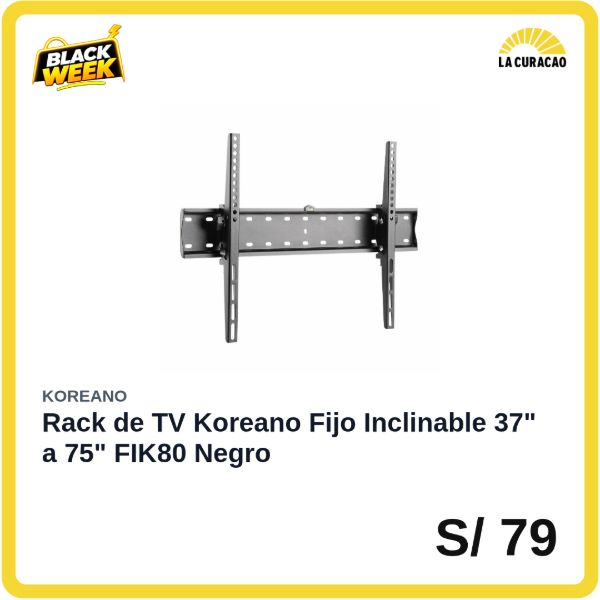 BLACK
WEEK
LA CURACAO
KOREANO
Rack de TV Koreano Fijo Inclinable 37"
a 75" FIK80 Negro
S/ 79